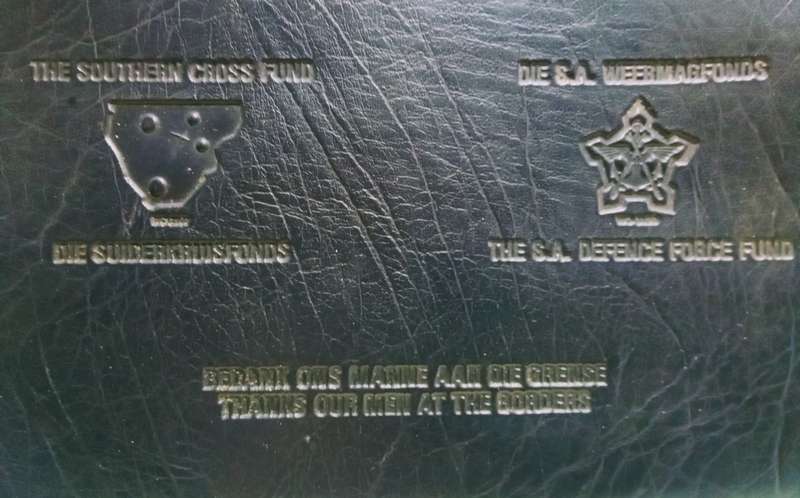 THE SOUTHERN CROSS FUND
DIE SUIDERKRUISFONDS
DIE S.A. WEERMAGFONDS
THE S.A. DEFENCE FORCE FUND
BEDANK ONS MANNE AAN DIE GRENSE
THANKS OUR MEN AT THE BORDERS